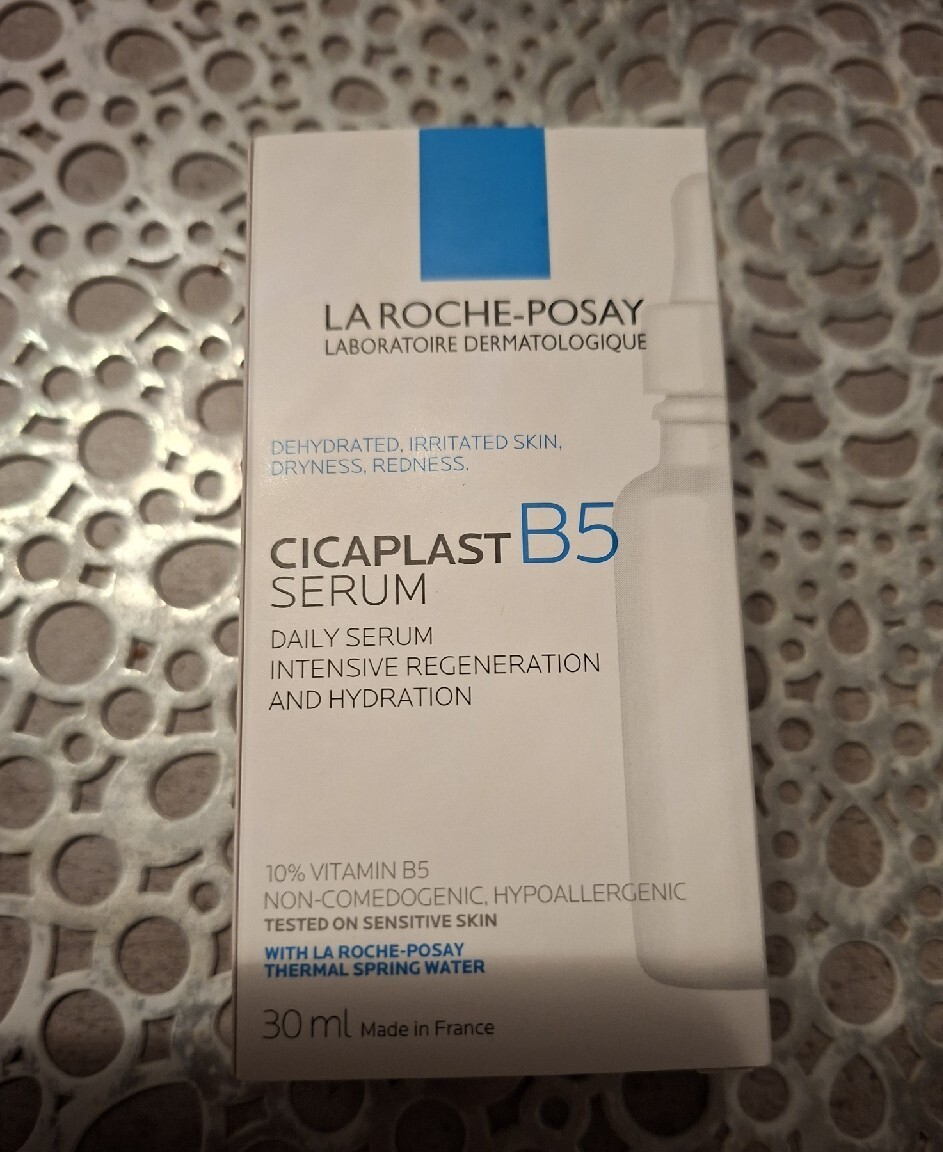 LA ROCHE-POSAY
LABORATOIRE DERMATOLOGIQUE
DEHYDRATED, IRRITATED SKIN,
DRYNESS, REDNESS.
CICAPLAST B5
SERUM
DAILY SERUM
INTENSIVE REGENERATION
AND HYDRATION
10% VITAMIN B5
NON-COMEDOGENIC, HYPOALLERGENIC
TESTED ON SENSITIVE SKIN
WITH LA ROCHE-POSAY
THERMAL SPRING WATER
30 ml Made in France